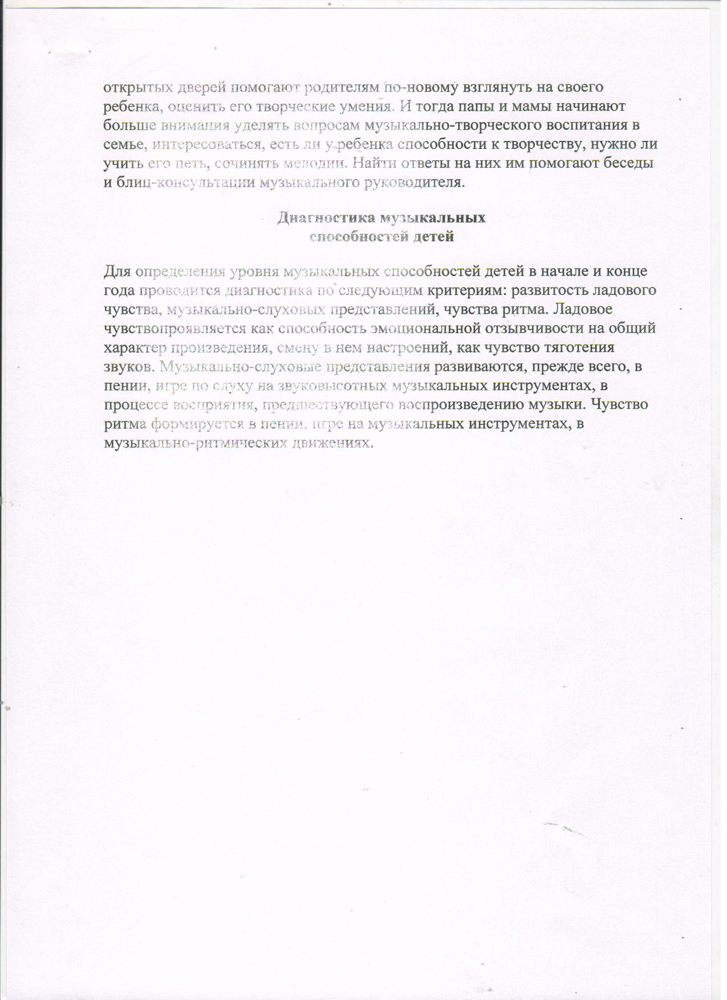 открытых дверей помогают родителям по-новому взглянуть на своего
ребенка, оценить его творческие умения. И тогда папы и мамы начинают
больше внимания уделять вопросам музыкально-творческого воспитания в
семье, интересоваться, есть ли у ребенка способности к творчеству, нужно ли
учить его петь, сочинять мелодии. Найти ответы на них им помогают беседы
и блиц-консультации музыкального руководителя.
Диагностика музыкальных
способностей детей
Для определения уровня музыкальных способностей детей в начале и конце
года проводится диагностика по следующим критериям: развитость ладового
чувства, музыкально-слуховых представлений, чувства ритма. Ладовое
чувствопроявляется как способность эмоциональной отзывчивости на общий
характер произведения, смену в нем настроений, как чувство тяготения
звуков. Музыкально-слуховые представления развиваются, прежде всего, в
пении, игре по слуху на звуковысотных музыкальных инструментах, в
процессе восприятия, предшествующего воспроизведению музыки. Чувство
ритма формируется в пении, игре на музыкальных инструментах, в
музыкально-ритмических движениях.